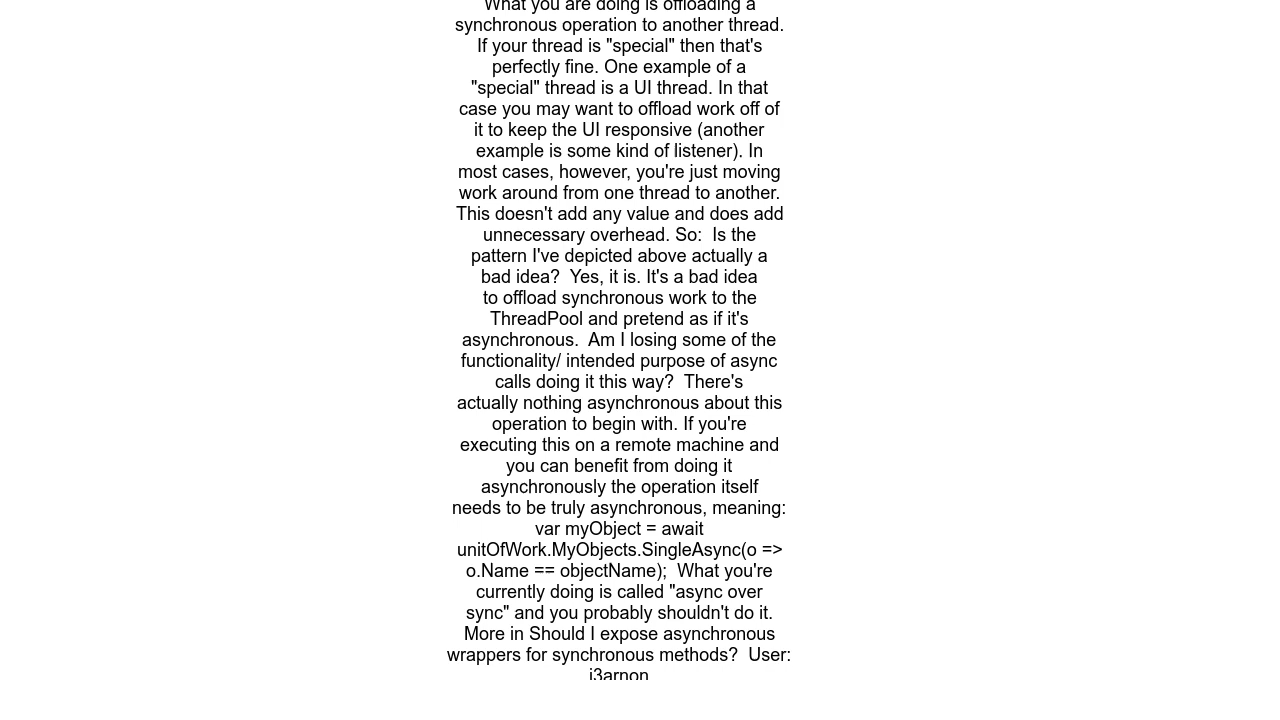 What you are doing is offloading a
synchronous operation to another thread.
If your thread is "special" then that's
perfectly fine. One example of a
"special" thread is a UI thread. In that
case you may want to offload work off of
it to keep the UI responsive (another
example is some kind of listener). In
most cases, however, you're just moving
work around from one thread to another.
This doesn't add any value and does add
unnecessary overhead. So:  Is the
pattern I've depicted above actually a
bad idea?  Yes, it is. It's a bad idea
to offload synchronous work to the
ThreadPool and pretend as if it's
asynchronous.  Am I losing some of the
functionality/ intended purpose of async
calls doing it this way?  There's
actually nothing asynchronous about this
operation to begin with. If you're
executing this on a remote machine and
you can benefit from doing it
asynchronously the operation itself
needs to be truly asynchronous, meaning:
var myObject = await
unitOfWork.MyObjects.SingleAsync(o =>
o.Name == objectName);  What you're
currently doing is called "async over
sync" and you probably shouldn't do it.
More in Should I expose asynchronous
wrappers for synchronous methods?  User:
i3arnon